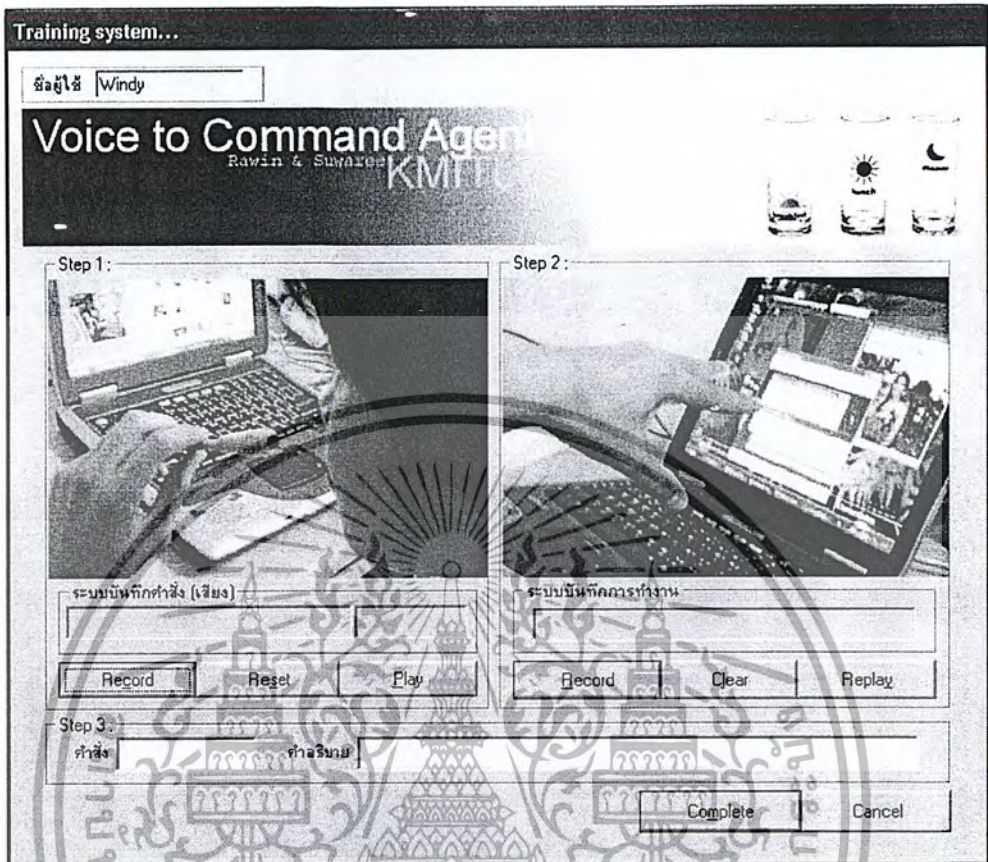 Training system...
ชื่อผู้ใช้ Windy
Voice to Command Agent
Rawin & Suwaree
lunch
Step 1 :
Step 2 :
ระบบบันทึกคำสั่ง (เสียง)
ระบบบันทึกการทำงาน
Record Reset Play
Record Clear Replay
Step 3 :
คำสั่ง คำอธิบาย
Complete Cancel